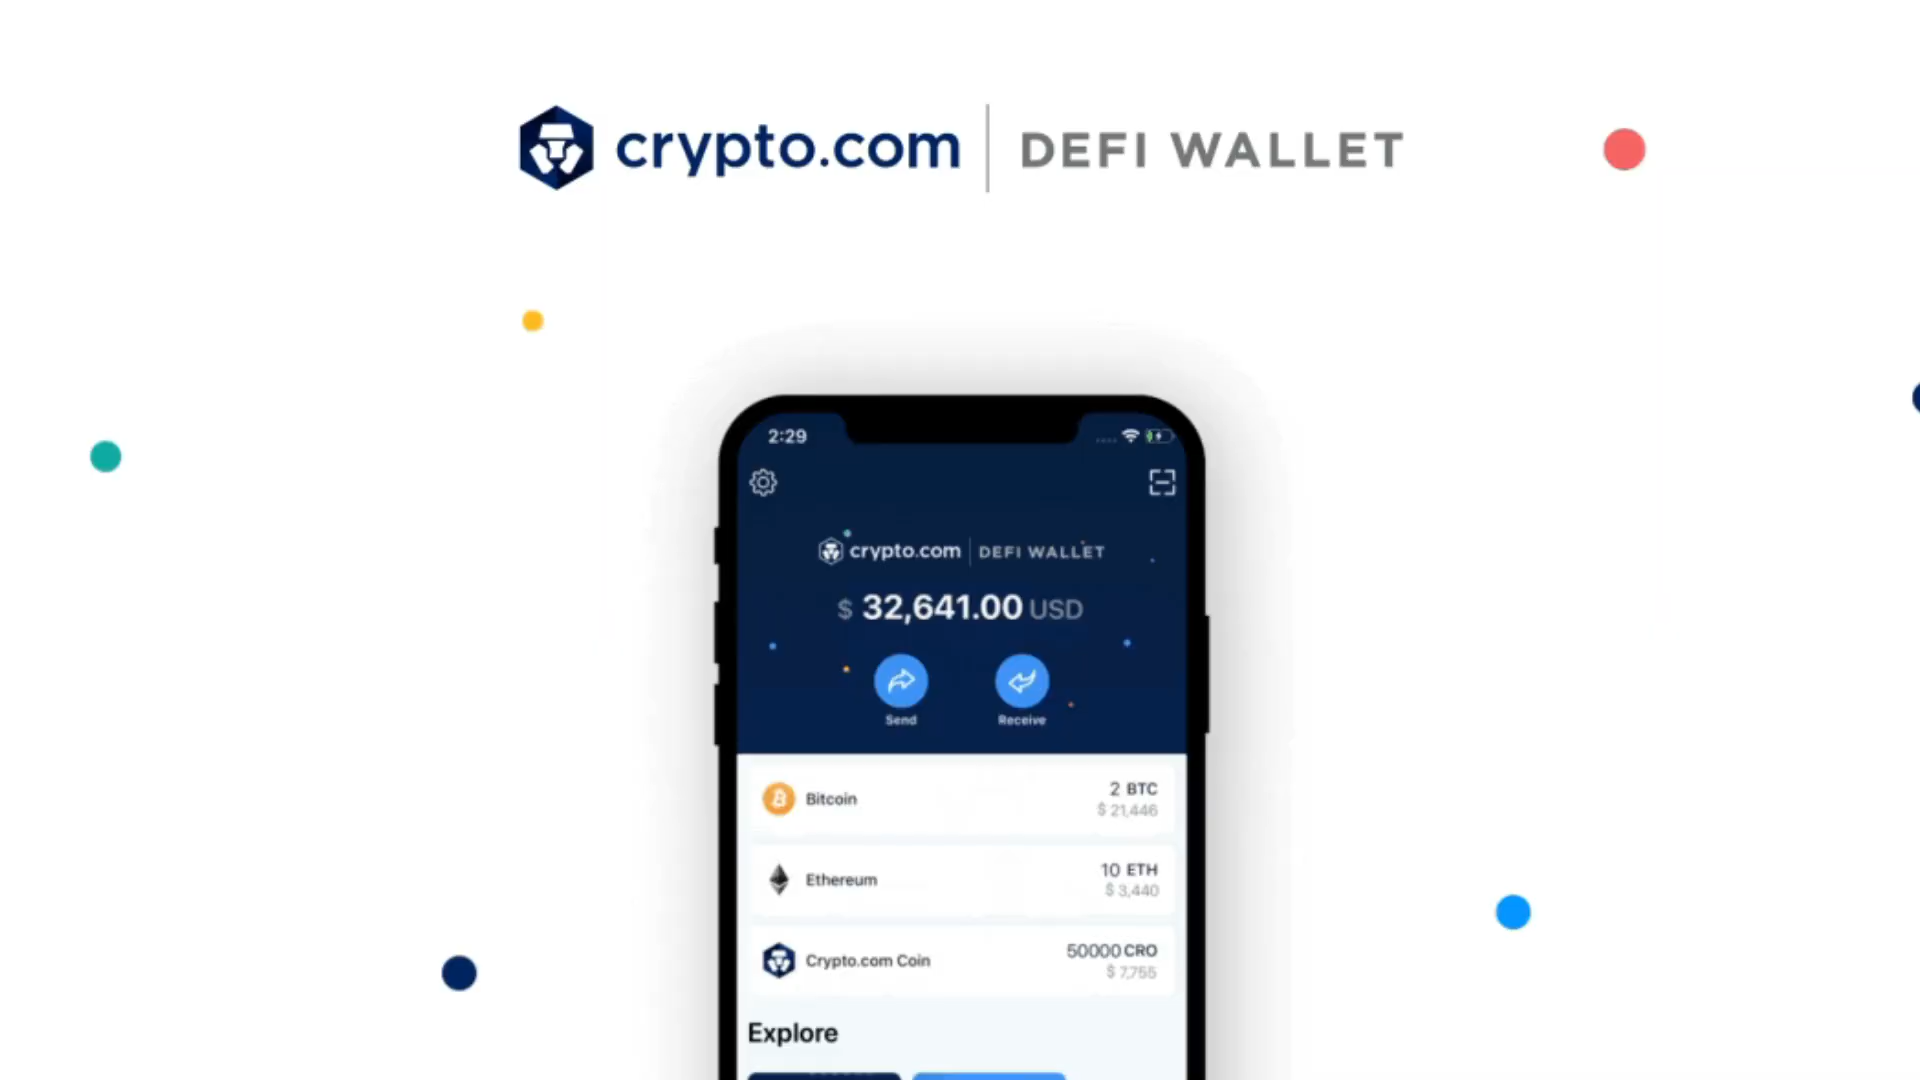 crypto.com | DEFI WALLET
2:29
crypto.com | DEFI WALLET
$ 32,641.00 USD
Send Receive
Bitcoin 2 BTC
$ 21,446
Ethereum 10 ETH
$ 3,440
Crypto.com Coin 50000 CRO
$ 7,755
Explore